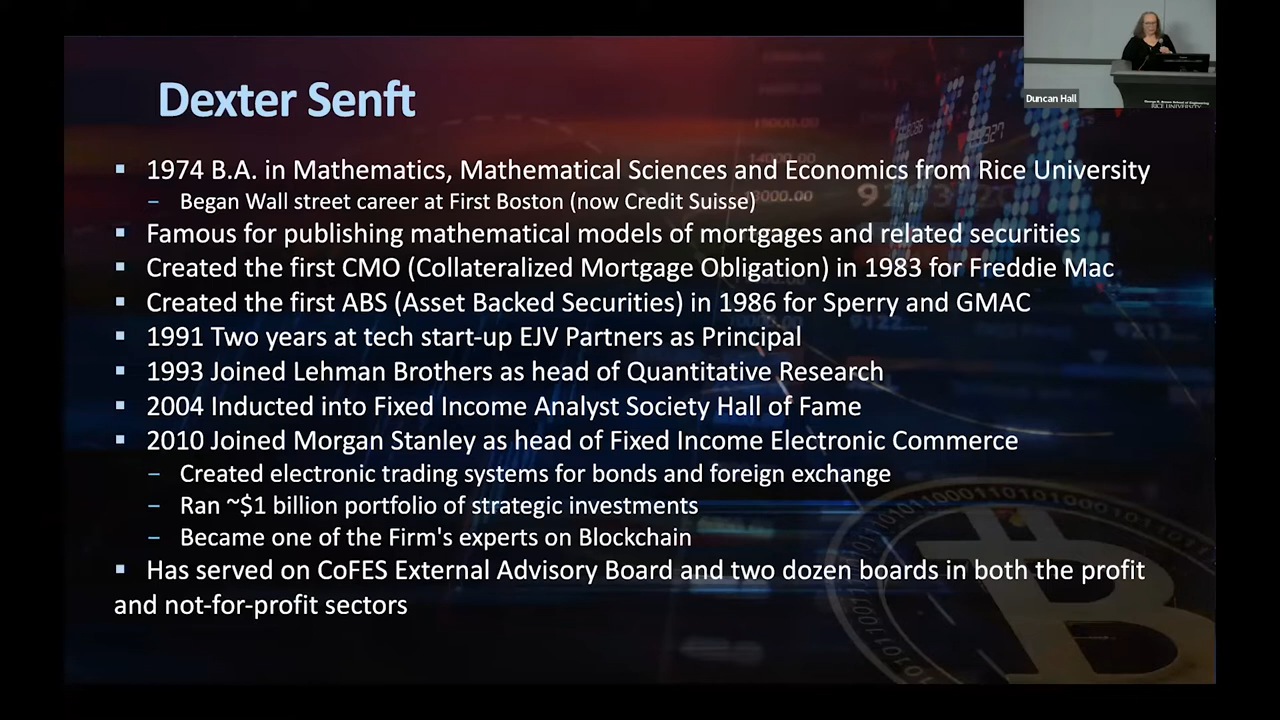 Dexter Senft
Duncan Hall
RICE UNIVERSITY
▪ 1974 B.A. in Mathematics, Mathematical Sciences and Economics from Rice University
– Began Wall street career at First Boston (now Credit Suisse)
▪ Famous for publishing mathematical models of mortgages and related securities
▪ Created the first CMO (Collateralized Mortgage Obligation) in 1983 for Freddie Mac
▪ Created the first ABS (Asset Backed Securities) in 1986 for Sperry and GMAC
▪ 1991 Two years at tech start-up EJV Partners as Principal
▪ 1993 Joined Lehman Brothers as head of Quantitative Research
▪ 2004 Inducted into Fixed Income Analyst Society Hall of Fame
▪ 2010 Joined Morgan Stanley as head of Fixed Income Electronic Commerce
– Created electronic trading systems for bonds and foreign exchange
– Ran ~$1 billion portfolio of strategic investments
– Became one of the Firm's experts on Blockchain
▪ Has served on CoFES External Advisory Board and two dozen boards in both the profit
and not-for-profit sectors